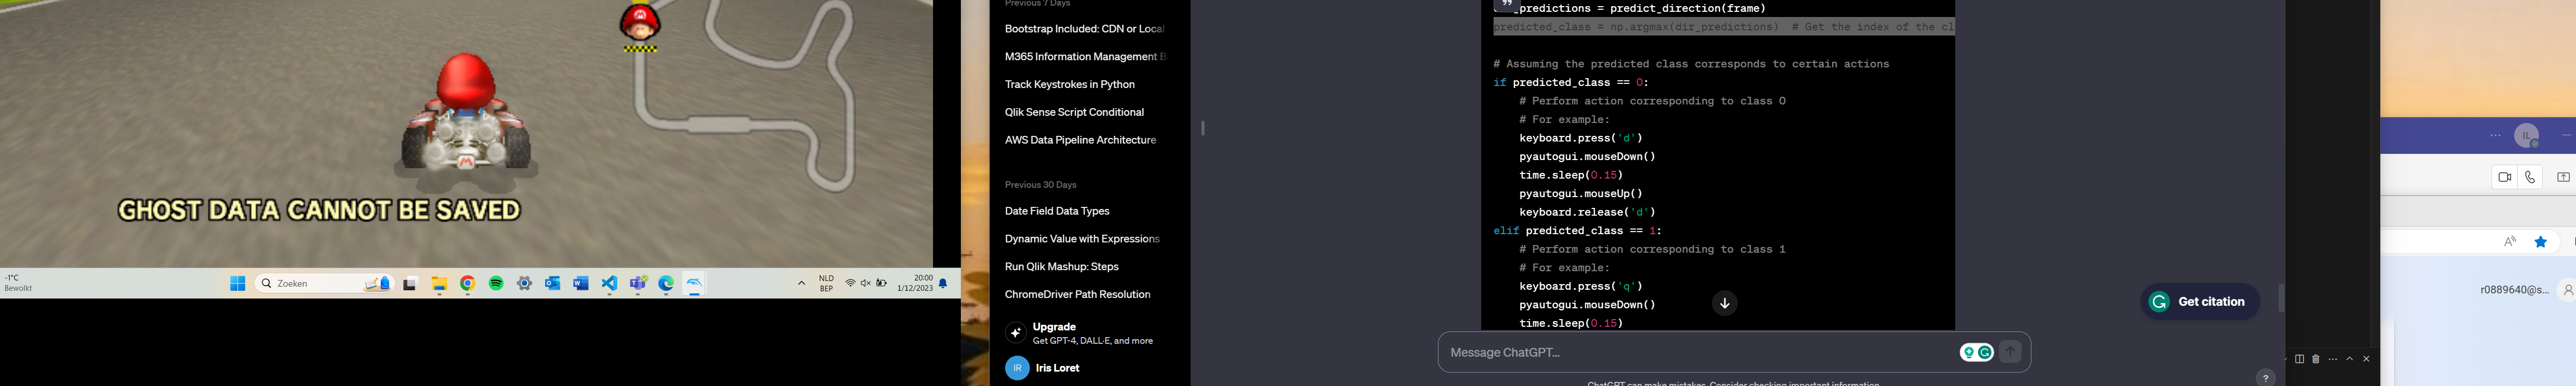 GHOST DATA CANNOT BE SAVED
-1°C
Bewolkt
Zoeken
NLD
BEP
20:00
1/12/2023
Previous 7 Days
Bootstrap Included: CDN or Local
M365 Information Management B
Track Keystrokes in Python
Qlik Sense Script Conditional
AWS Data Pipeline Architecture
Previous 30 Days
Date Field Data Types
Dynamic Value with Expressions
Run Qlik Mashup: Steps
ChromeDriver Path Resolution
Upgrade
Get GPT-4, DALL·E, and more
IR Iris Loret
predictions = predict_direction(frame)
predicted_class = np.argmax(dir_predictions)  # Get the index of the cl
# Assuming the predicted class corresponds to certain actions
if predicted_class == 0:
    # Perform action corresponding to class 0
    # For example:
    keyboard.press('d')
    pyautogui.mouseDown()
    time.sleep(0.15)
    pyautogui.mouseUp()
    keyboard.release('d')
elif predicted_class == 1:
    # Perform action corresponding to class 1
    # For example:
    keyboard.press('q')
    pyautogui.mouseDown()
    time.sleep(0.15)
Message ChatGPT...
ChatGPT can make mistakes. Consider checking important information.
Get citation
?
IL
r0889640@s...